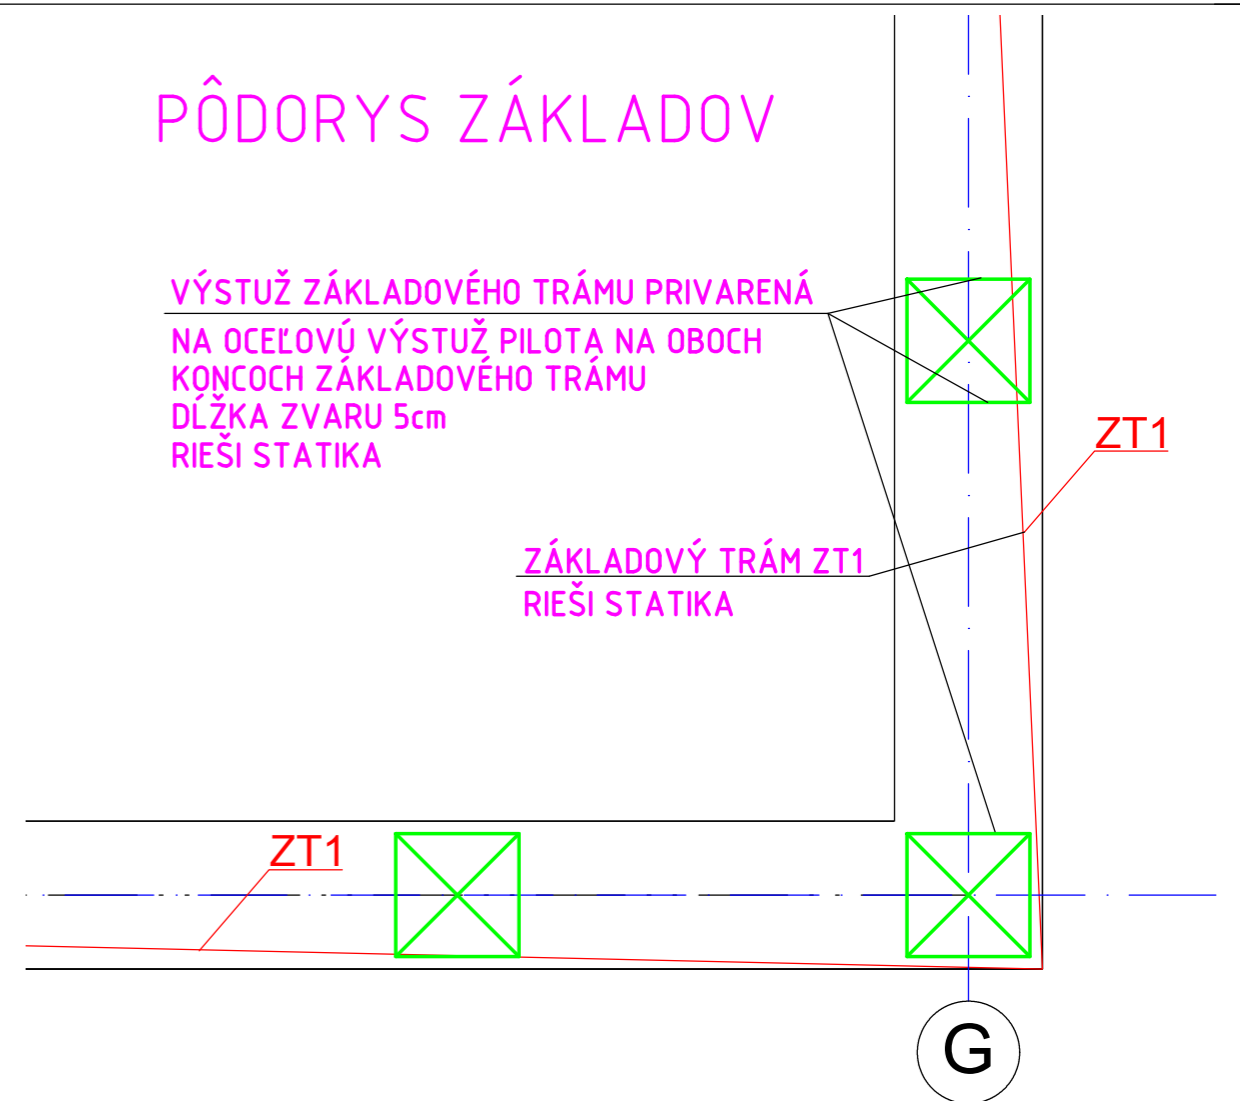 PÔDORYS ZÁKLADOV
VÝSTUŽ ZÁKLADOVÉHO TRÁMU PRIVARENÁ
NA OCEĽOVÚ VÝSTUŽ PILOTA NA OBOCH
KONCOCH ZÁKLADOVÉHO TRÁMU
DĹŽKA ZVARU 5cm
RIEŠI STATIKA
ZT1
ZÁKLADOVÝ TRÁM ZT1
RIEŠI STATIKA
ZT1
G